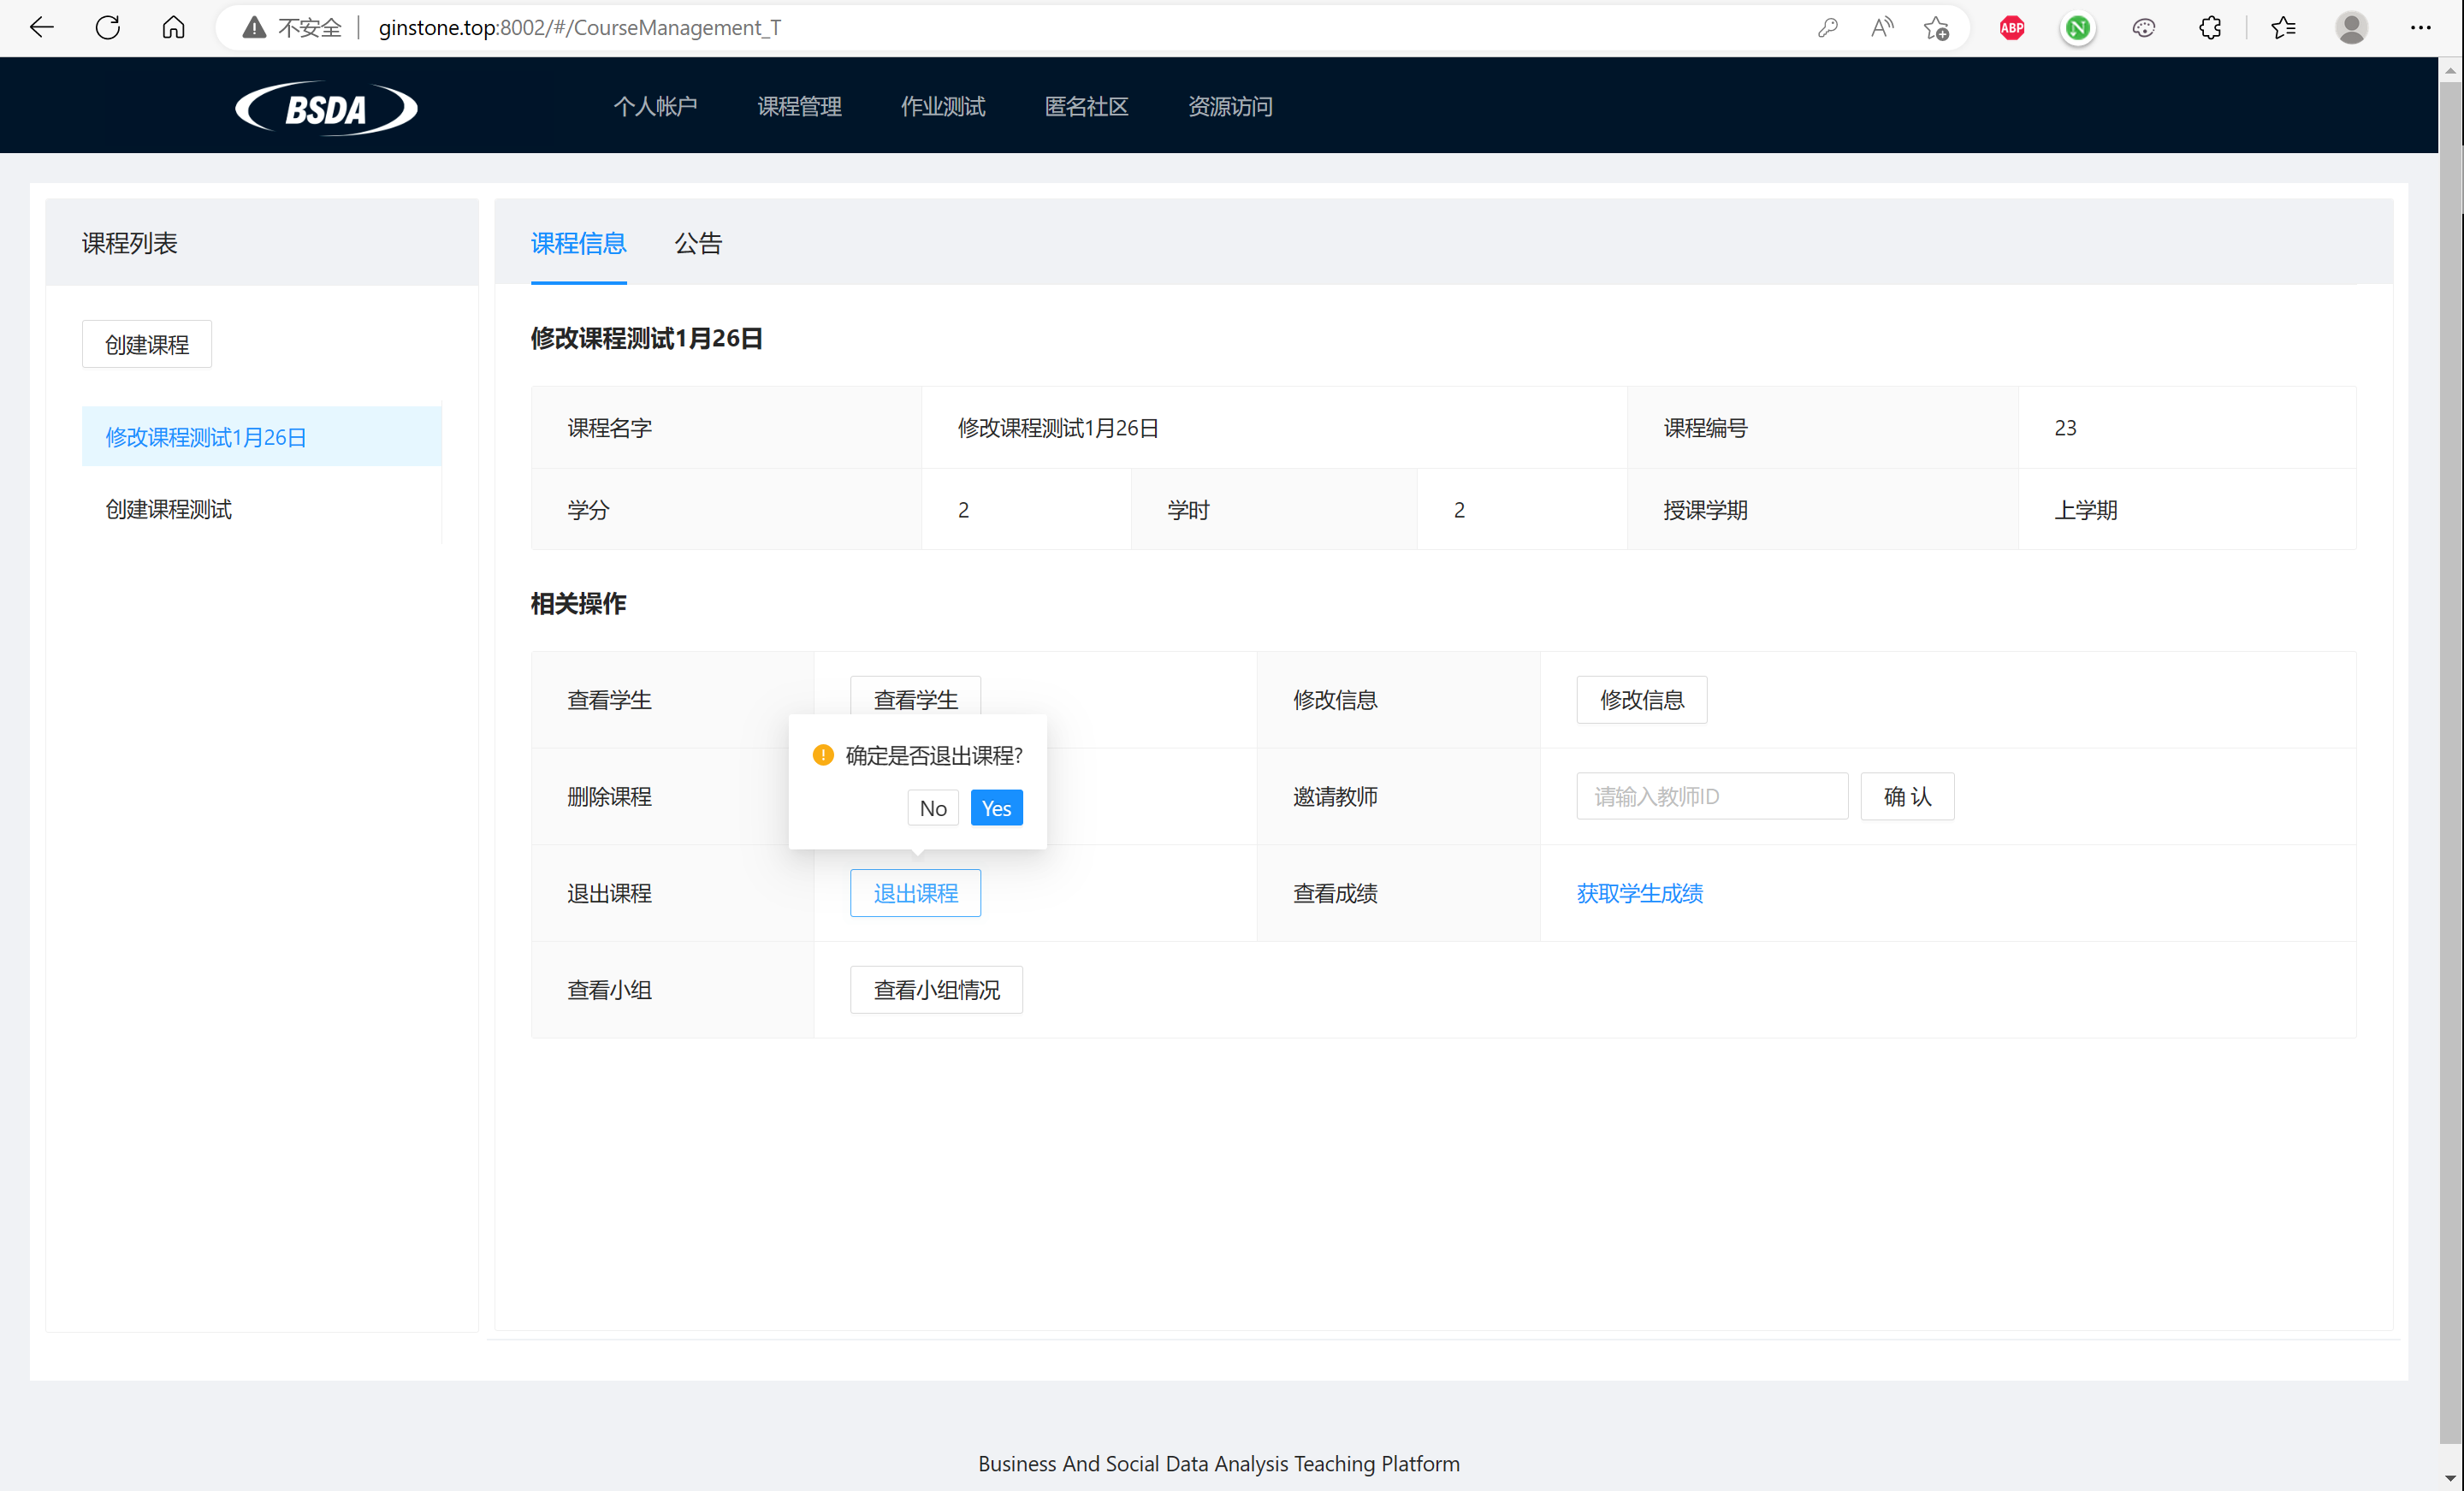 不安全 ginstone.top:8002/#/CourseManagement_T
ABP
N
BSDA 个人帐户 课程管理 作业测试 匿名社区 资源访问
课程列表
创建课程
修改课程测试1月26日
创建课程测试
课程信息 公告
修改课程测试1月26日
课程名字 修改课程测试1月26日 课程编号 23
学分 2 学时 2 授课学期 上学期
相关操作
查看学生 查看学生 修改信息 修改信息
确定是否退出课程?
No Yes
删除课程 邀请教师 请输入教师ID 确 认
退出课程 退出课程 查看成绩 获取学生成绩
查看小组 查看小组情况
Business And Social Data Analysis Teaching Platform